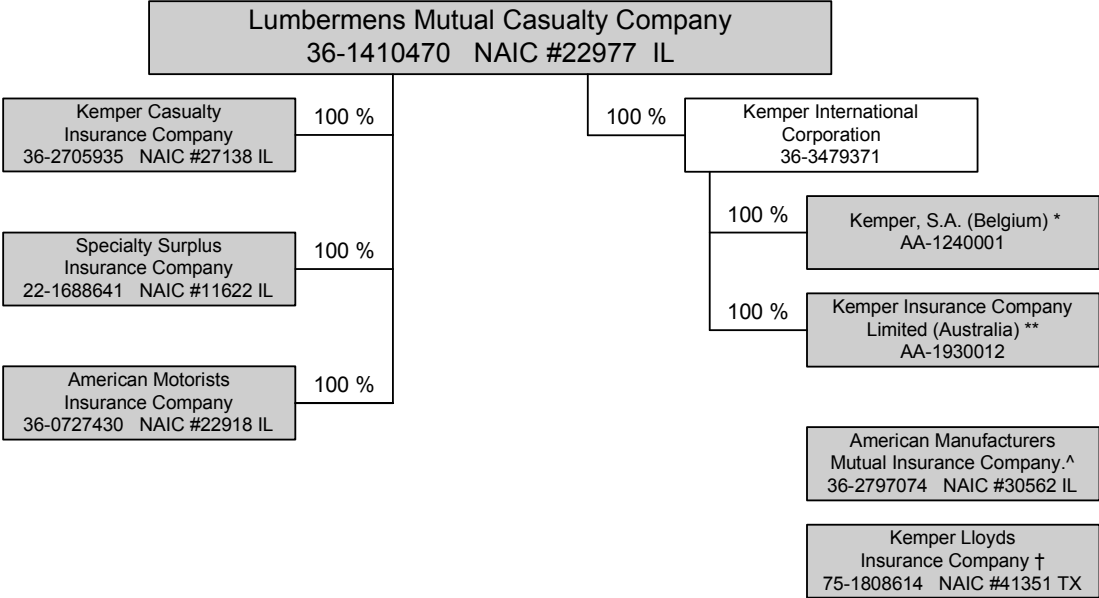 Lumbermens Mutual Casualty Company
36-1410470 NAIC #22977 IL
Kemper Casualty
Insurance Company
36-2705935 NAIC #27138 IL
100 %
100 %
Kemper International
Corporation
36-3479371
100 %
Kemper, S.A. (Belgium) *
AA-1240001
Specialty Surplus
Insurance Company
22-1688641 NAIC #11622 IL
100 %
100 %
Kemper Insurance Company
Limited (Australia) **
AA-1930012
American Motorists
Insurance Company
36-0727430 NAIC #22918 IL
100 %
American Manufacturers
Mutual Insurance Company.^
36-2797074 NAIC #30562 IL
Kemper Lloyds
Insurance Company †
75-1808614 NAIC #41351 TX